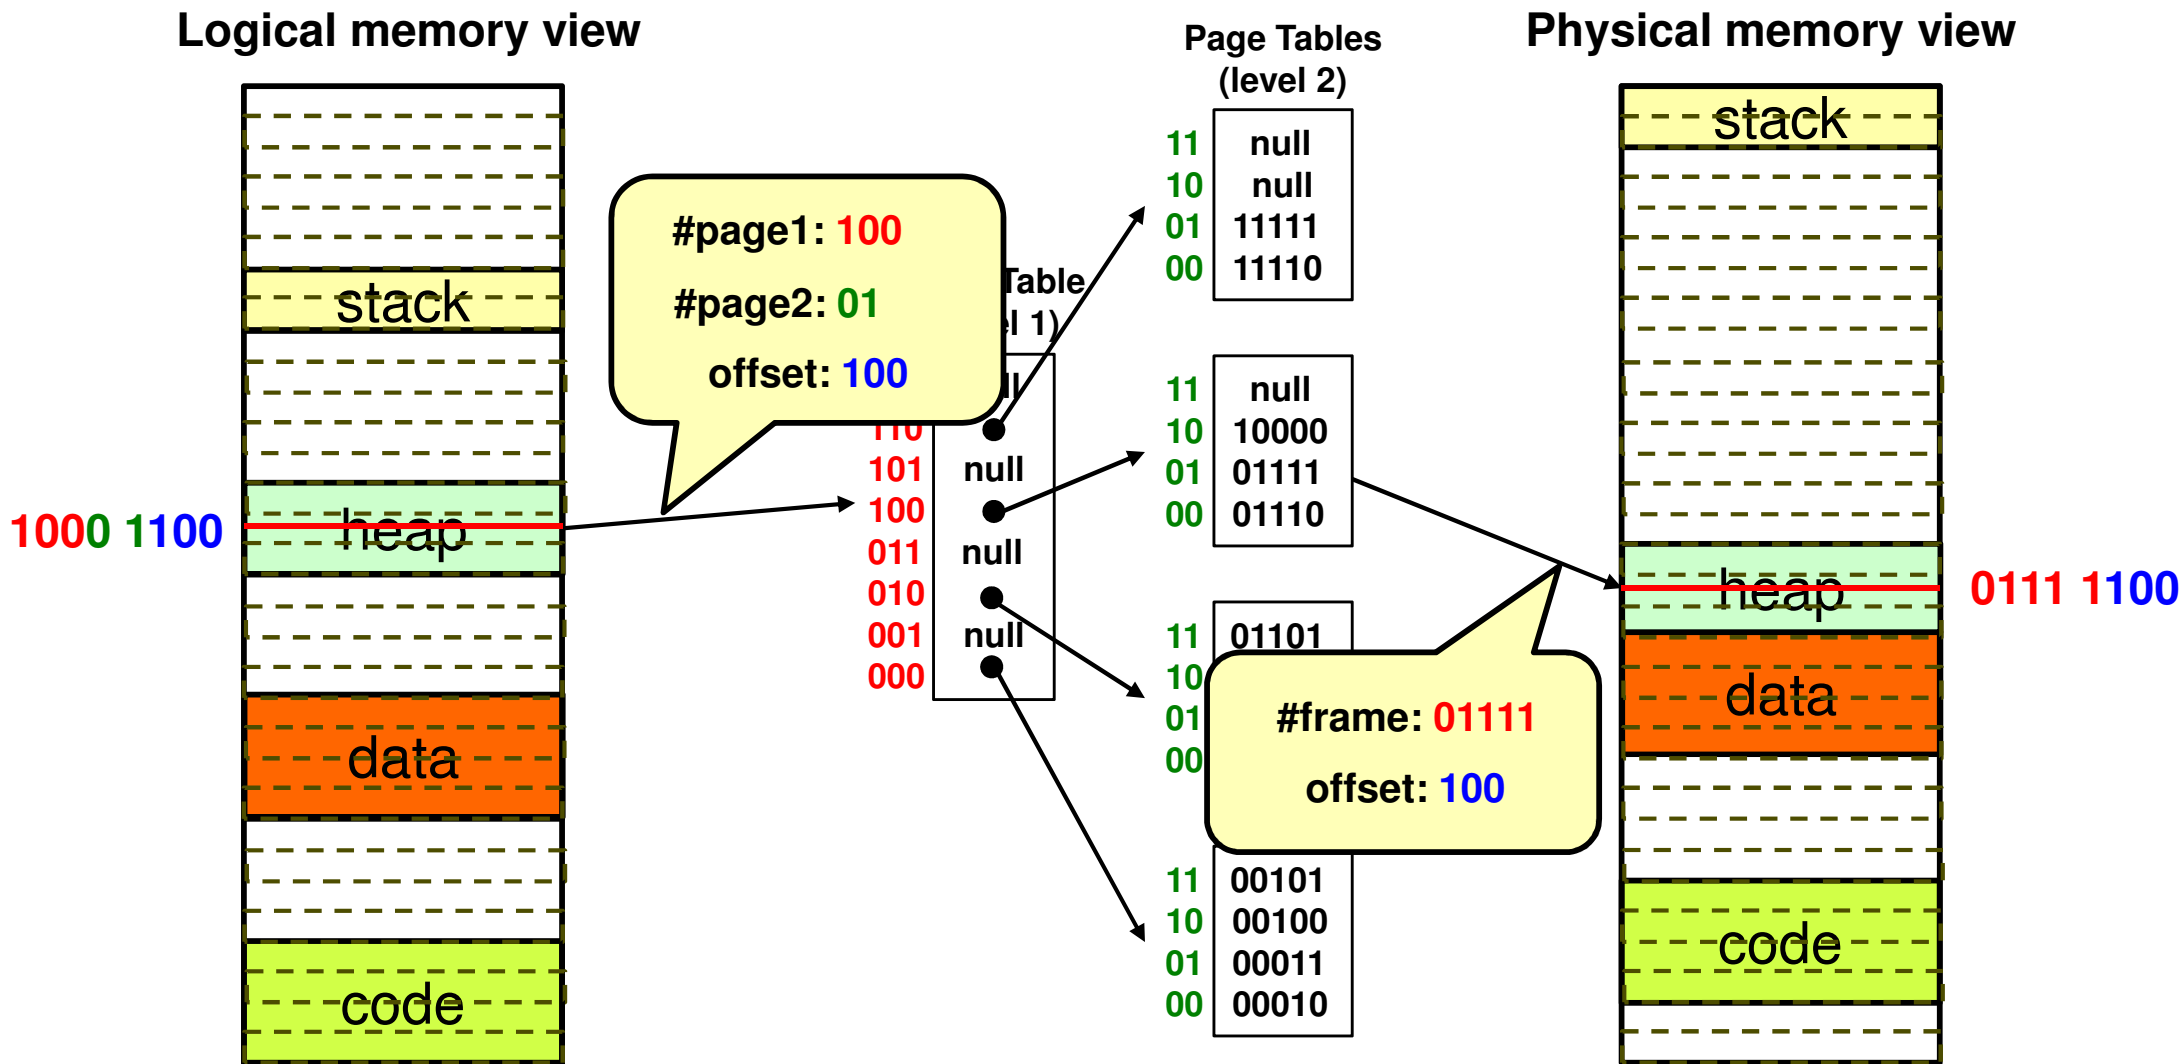 Logical memory view
Page Tables
(level 2)
Physical memory view
stack
heap
data
code
1000 1100
#page1: 100
#page2: 01
offset: 100
Table
1)
110
101 null
100
011 null
010
001 null
000
11 null
10 null
01 11111
00 11110
11 null
10 10000
01 01111
00 01110
11 01101
10
01
00
#frame: 01111
offset: 100
11 00101
10 00100
01 00011
00 00010
stack
heap
data
code
0111 1100